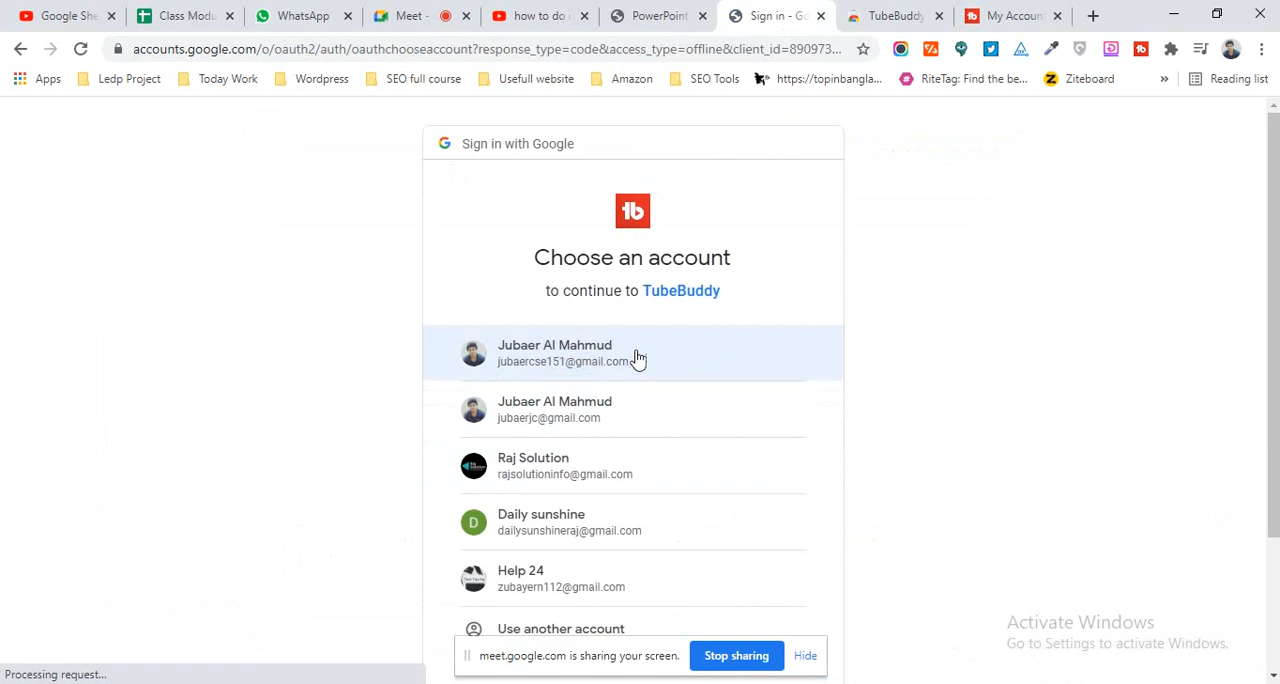 Google She
Class Modu
WhatsApp
Meet -
how to do c
PowerPoint
Sign in - Go
TubeBuddy
My Accoun
accounts.google.com/o/oauth2/auth/oauthchooseaccount?response_type=code&access_type=offline&client_id=890973...
Apps
Ledp Project
Today Work
Wordpress
SEO full course
Usefull website
Amazon
SEO Tools
https://topinbangla...
RiteTag: Find the be...
Ziteboard
»
Reading list
Sign in with Google
Choose an account
to continue to TubeBuddy
Jubaer Al Mahmud
jubaercse151@gmail.com
Jubaer Al Mahmud
jubaerjc@gmail.com
Raj Solution
rajsolutioninfo@gmail.com
D
Daily sunshine
dailysunshineraj@gmail.com
Help 24
zubayern112@gmail.com
Use another account
meet.google.com is sharing your screen.
Stop sharing
Hide
Activate Windows
Go to Settings to activate Windows.
Processing request...